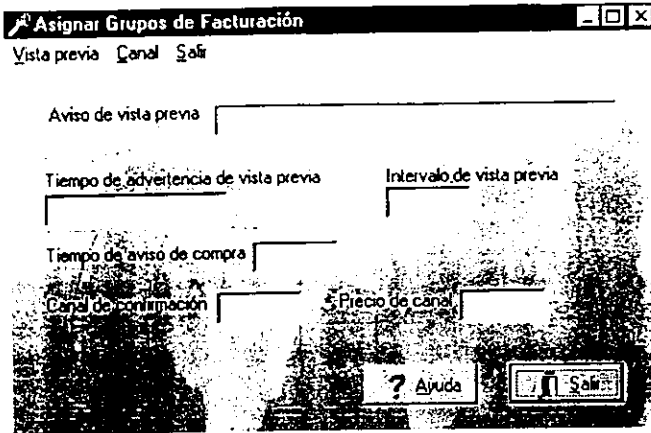 Asignar Grupos de Facturación
Vista previa Canal Salir
Aviso de vista previa
Tiempo de advertencia de vista previa Intervalo de vista previa
Tiempo de aviso de compra
Canal de confirmación Precio de canal
? Ayuda Salir